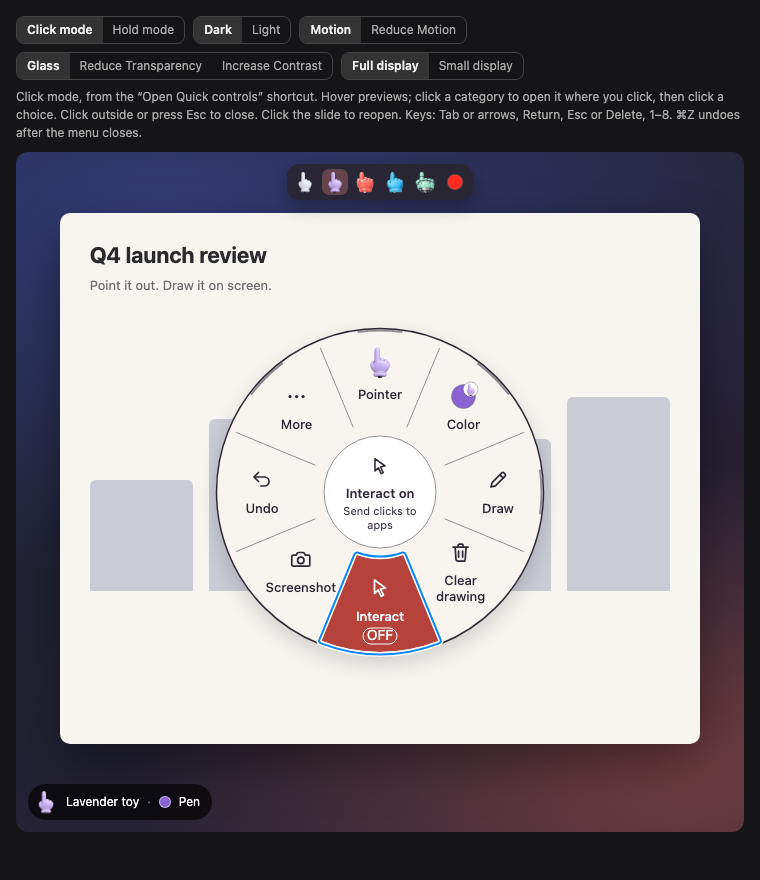 Click mode Hold mode Dark Light Motion Reduce Motion
Glass Reduce Transparency Increase Contrast Full display Small display
Click mode, from the “Open Quick controls” shortcut. Hover previews; click a category to open it where you click, then click a
choice. Click outside or press Esc to close. Click the slide to reopen. Keys: Tab or arrows, Return, Esc or Delete, 1–8. ⌘Z undoes
after the menu closes.
Q4 launch review
Point it out. Draw it on screen.
Pointer
More
Color
Interact on
Send clicks to
apps
Undo
Draw
Screenshot
Clear
drawing
Interact
OFF
Lavender toy · Pen